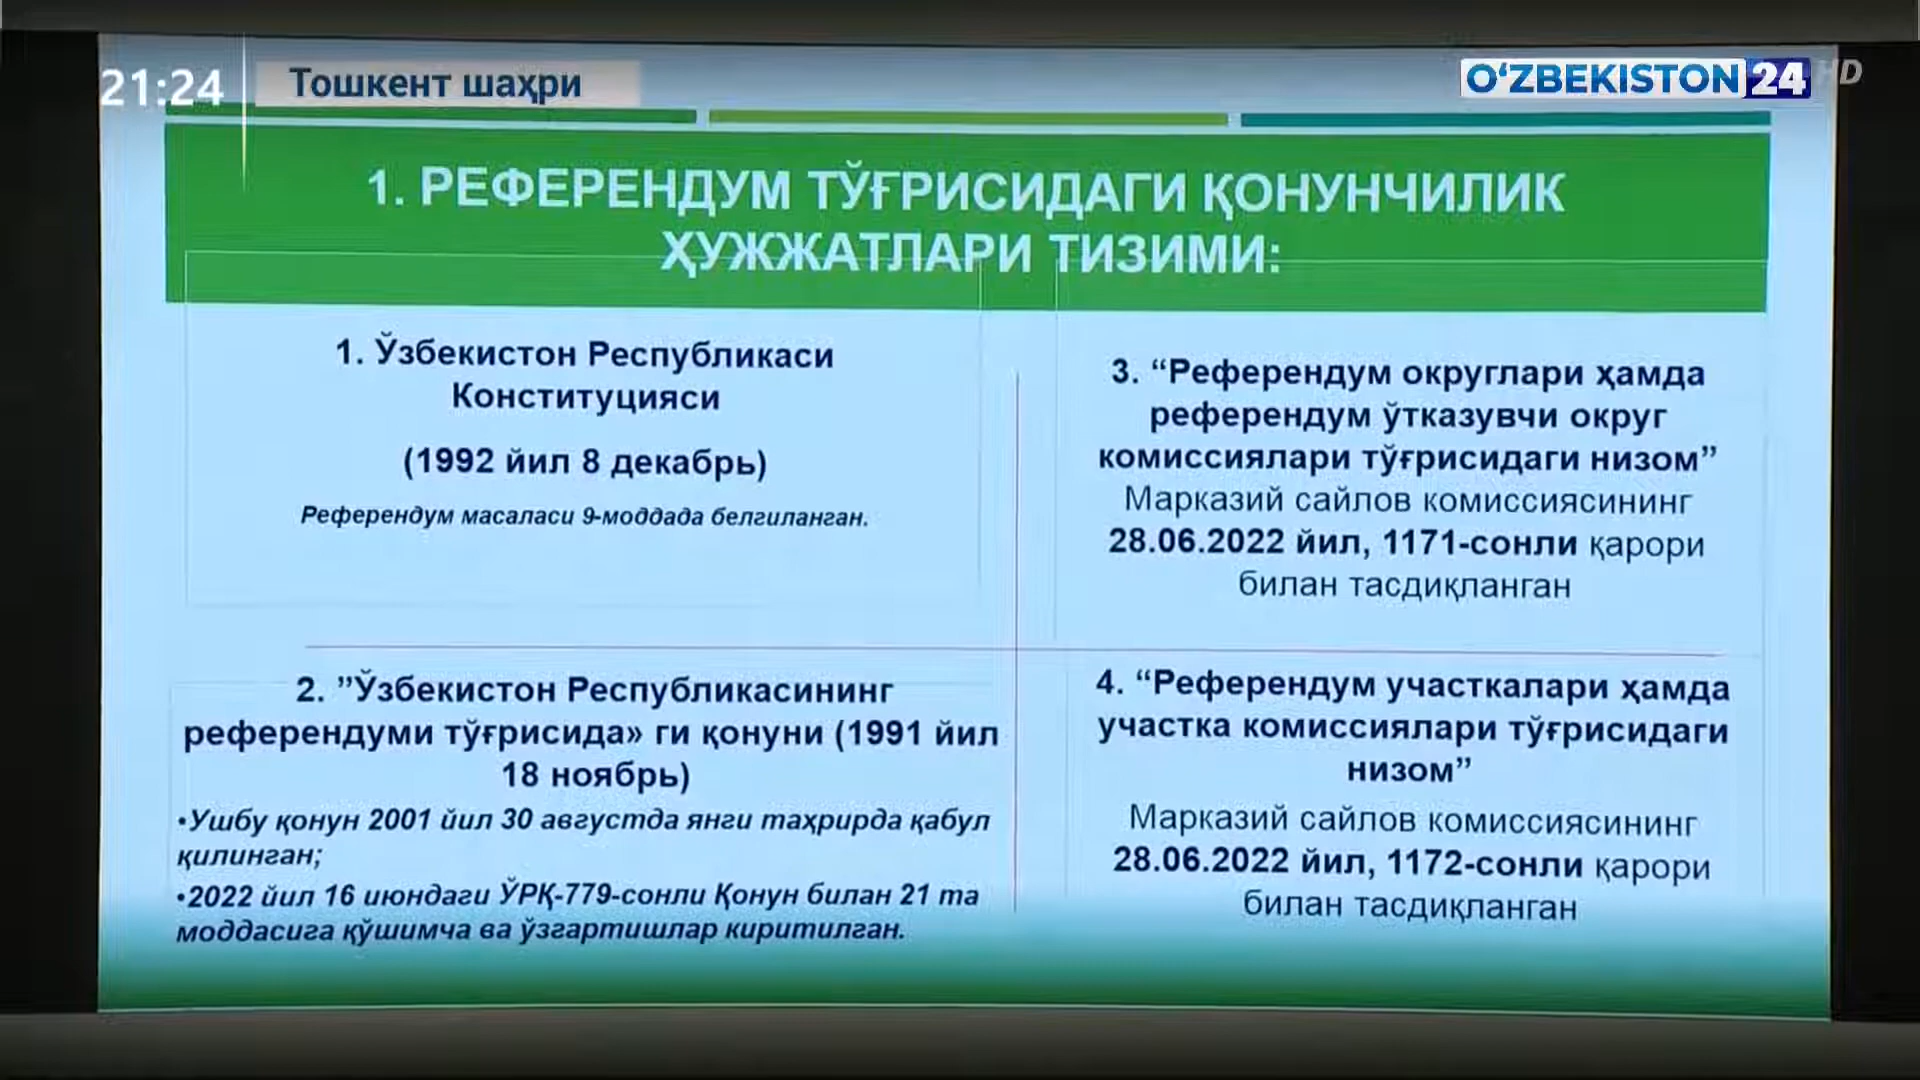 21:24
Тошкент шаҳри
O‘ZBEKISTON 24 HD
1. РЕФЕРЕНДУМ ТЎҒРИСИДАГИ ҚОНУНЧИЛИК
ҲУЖЖАТЛАРИ ТИЗИМИ:
1. Ўзбекистон Республикаси
Конституцияси
(1992 йил 8 декабрь)
Референдум масаласи 9-моддада белгиланган.
2. ”Ўзбекистон Республикасининг
референдуми тўғрисида» ги қонуни (1991 йил
18 ноябрь)
•Ушбу қонун 2001 йил 30 августда янги таҳрирда қабул
қилинган;
•2022 йил 16 июндаги ЎРҚ-779-сонли Қонун билан 21 та
моддасига қўшимча ва ўзгартишлар киритилган.
3. “Референдум округлари ҳамда
референдум ўтказувчи округ
комиссиялари тўғрисидаги низом”
Марказий сайлов комиссиясининг
28.06.2022 йил, 1171-сонли қарори
билан тасдиқланган
4. “Референдум участкалари ҳамда
участка комиссиялари тўғрисидаги
низом”
Марказий сайлов комиссиясининг
28.06.2022 йил, 1172-сонли қарори
билан тасдиқланган